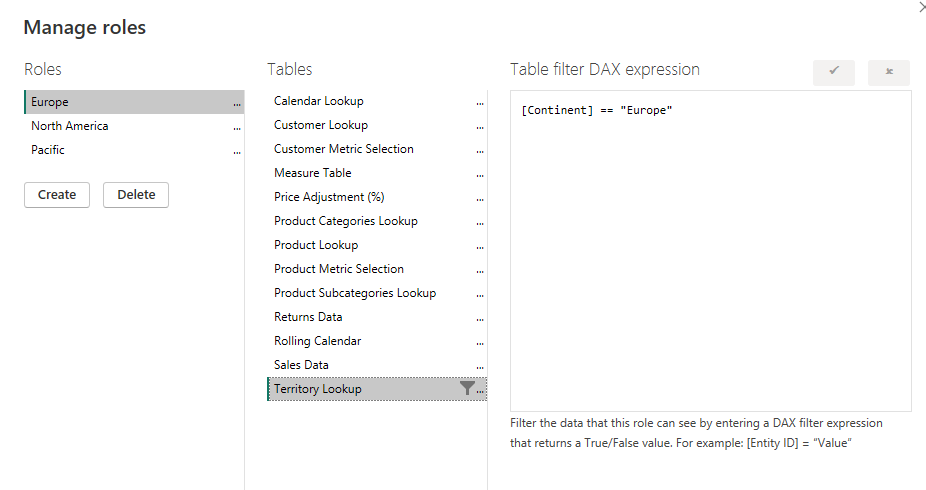 Manage roles
Roles
Tables
Table filter DAX expression
Europe ...
North America ...
Pacific ...
Create
Delete
Calendar Lookup ...
Customer Lookup ...
Customer Metric Selection ...
Measure Table ...
Price Adjustment (%) ...
Product Categories Lookup ...
Product Lookup ...
Product Metric Selection ...
Product Subcategories Lookup ...
Returns Data ...
Rolling Calendar ...
Sales Data ...
Territory Lookup ...
[Continent] == "Europe"
Filter the data that this role can see by entering a DAX filter expression
that returns a True/False value. For example: [Entity ID] = "Value"